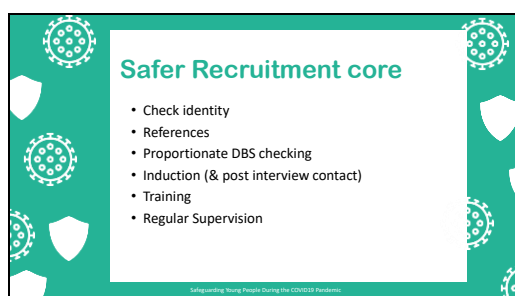 Safer Recruitment core
• Check identity
• References
• Proportionate DBS checking
• Induction (& post interview contact)
• Training
• Regular Supervision
Safeguarding Young People During the COVID19 Pandemic